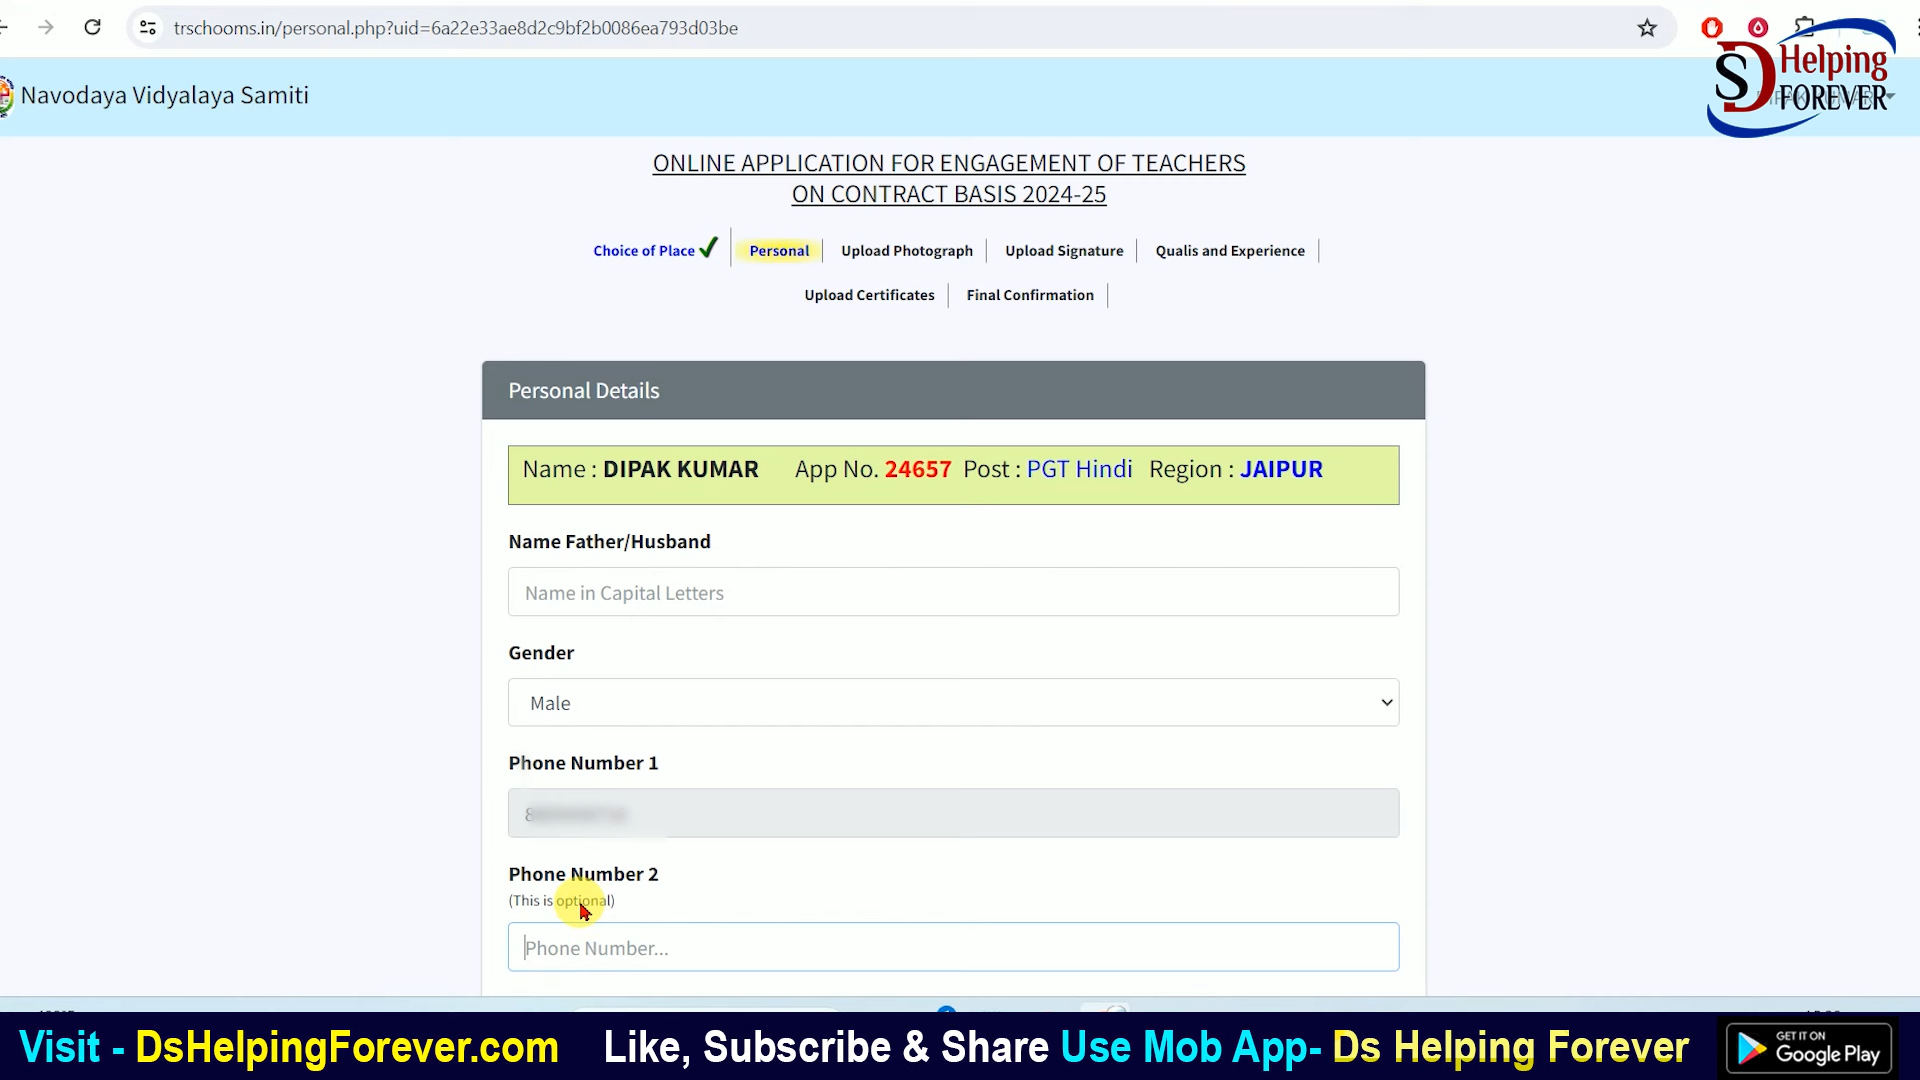 trschooms.in/personal.php?uid=6a22e33ae8d2c9bf2b0086ea793d03be
Navodaya Vidyalaya Samiti
DS Helping
FOREVER
ONLINE APPLICATION FOR ENGAGEMENT OF TEACHERS
ON CONTRACT BASIS 2024-25
Choice of Place Personal Upload Photograph Upload Signature Qualis and Experience
Upload Certificates Final Confirmation
Personal Details
Name : DIPAK KUMAR App No. 24657 Post : PGT Hindi Region : JAIPUR
Name Father/Husband
Name in Capital Letters
Gender
Male
Phone Number 1
8
Phone Number 2
(This is optional)
Phone Number...
Visit - DsHelpingForever.com Like, Subscribe & Share Use Mob App- Ds Helping Forever
GET IT ON
Google Play